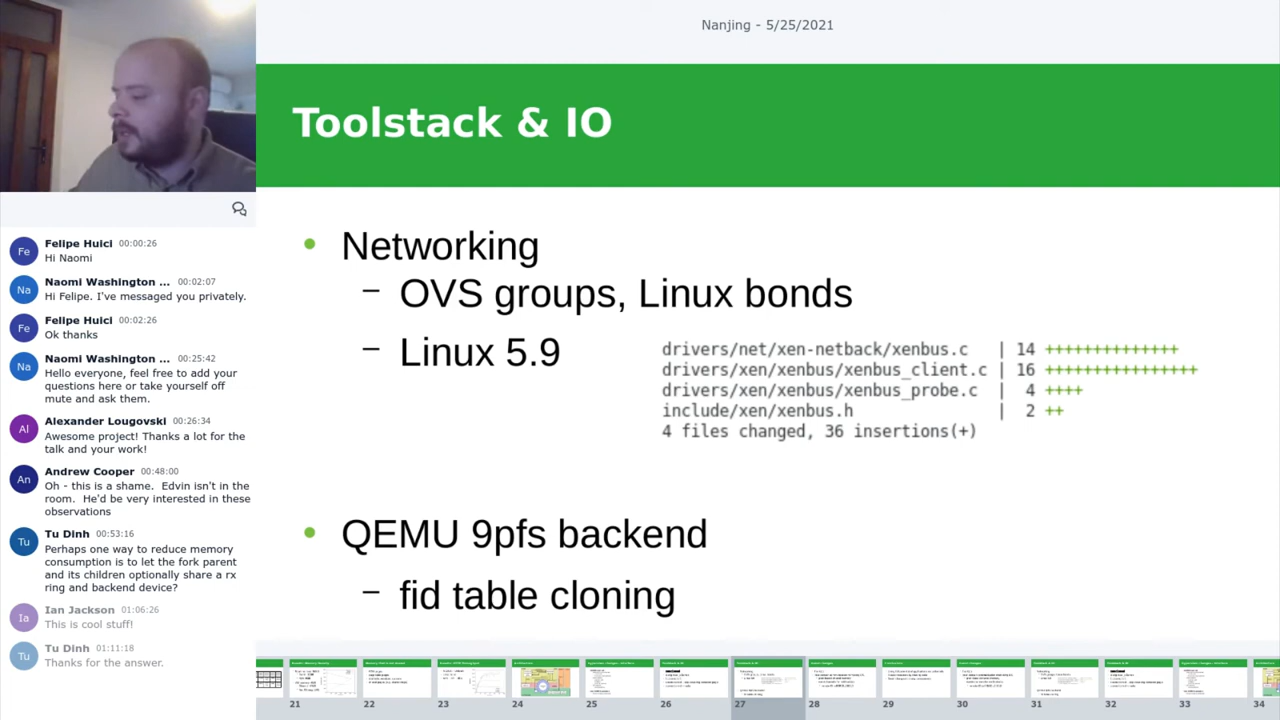 Nanjing - 5/25/2021
Toolstack & IO
• Networking
– OVS groups, Linux bonds
– Linux 5.9
drivers/net/xen-netback/xenbus.c | 14 ++++++++++++++
drivers/xen/xenbus/xenbus_client.c | 16 ++++++++++++++++
drivers/xen/xenbus/xenbus_probe.c | 4 ++++
include/xen/xenbus.h | 2 ++
4 files changed, 36 insertions(+)
• QEMU 9pfs backend
– fid table cloning
Fe
Felipe Huici 00:00:26
Hi Naomi
Na
Naomi Washington ... 00:02:07
Hi Felipe. I've messaged you privately.
Fe
Felipe Huici 00:02:26
Ok thanks
Na
Naomi Washington ... 00:25:42
Hello everyone, feel free to add your
questions here or take yourself off
mute and ask them.
Al
Alexander Lougovski 00:26:34
Awesome project! Thanks a lot for the
talk and your work!
An
Andrew Cooper 00:48:00
Oh - this is a shame. Edvin isn't in the
room. He'd be very interested in these
observations
Tu
Tu Dinh 00:53:16
Perhaps one way to reduce memory
consumption is to let the fork parent
and its children optionally share a rx
ring and backend device?
Ia
Ian Jackson 01:06:26
This is cool stuff!
Tu
Tu Dinh 01:11:18
Thanks for the answer.
21 22 23 24 25 26 27 28 29 30 31 32 33 34